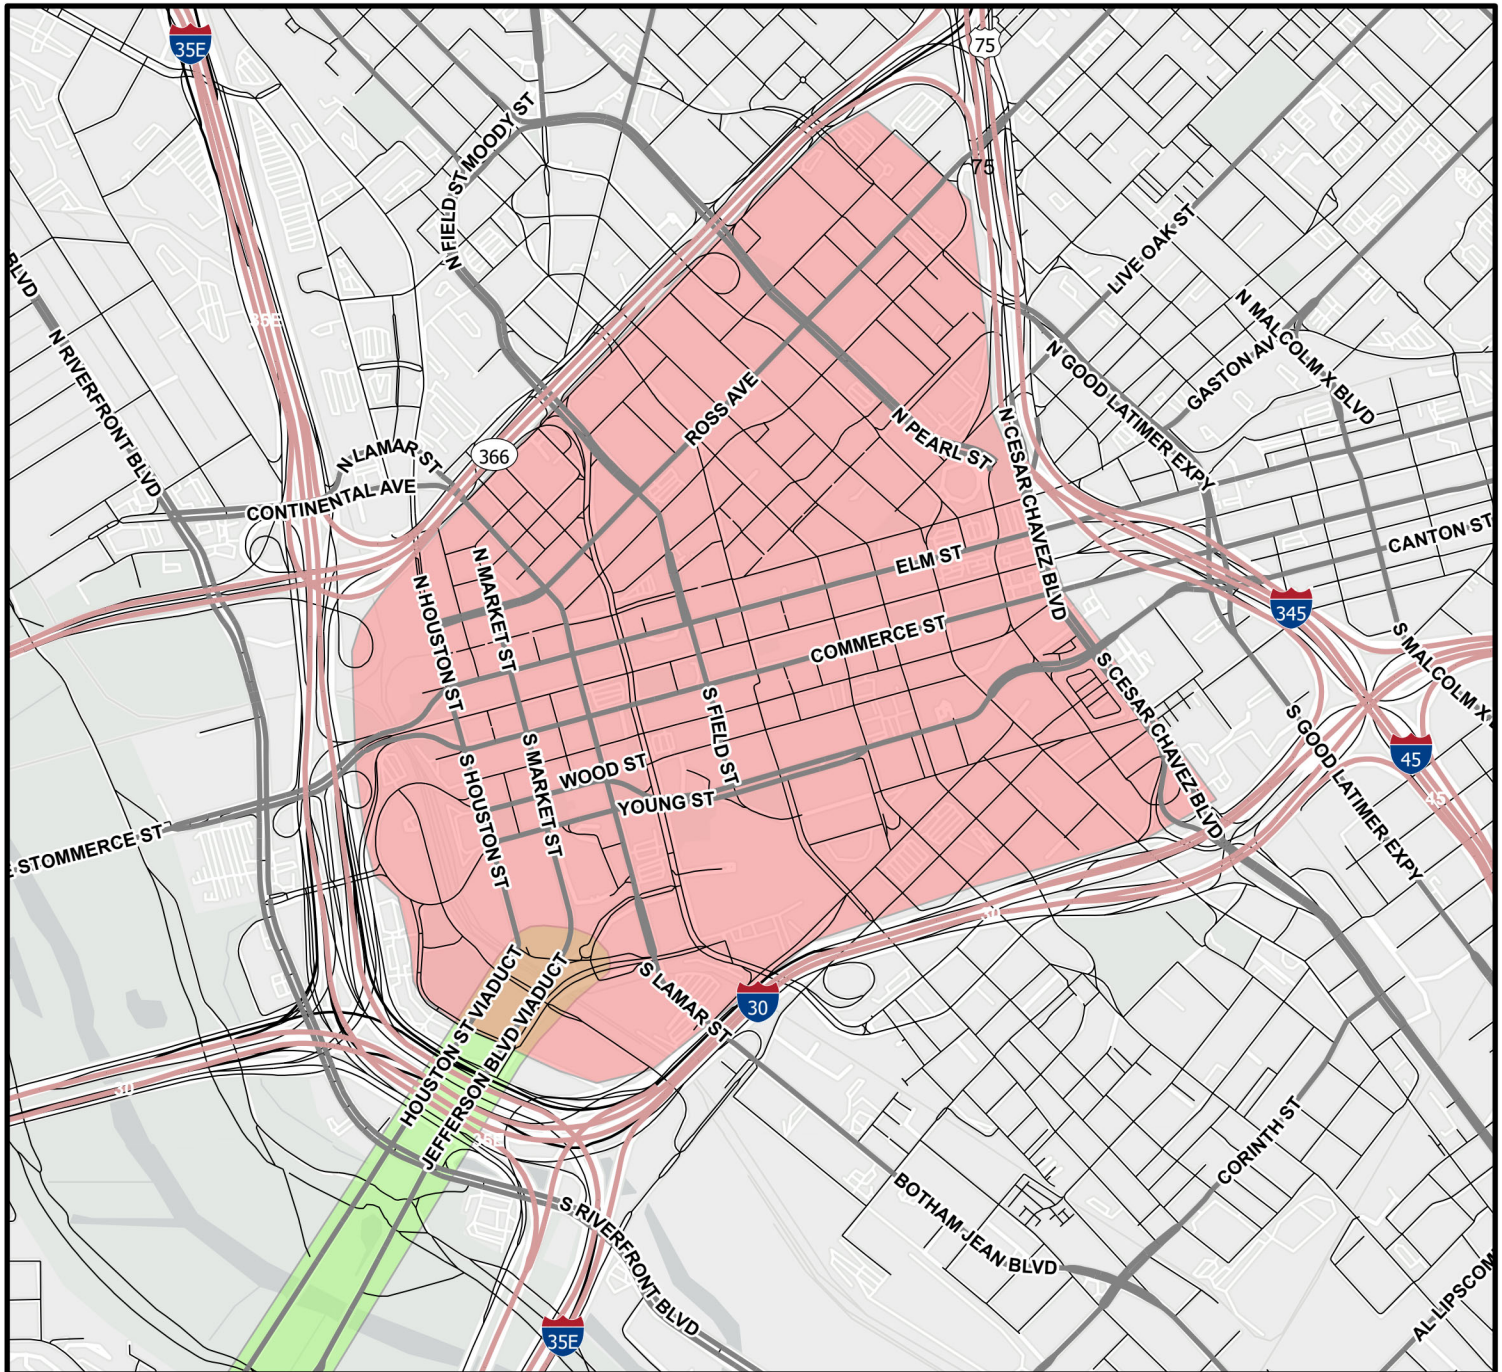 35E
75
N FIELD ST MOODY ST
75
BLVD
LIVE OAK ST
35E
N MALCOLM X BLVD
N RIVERFRONT BLVD
N GOOD LATIMER EXPY
GASTON AV
ROSS AVE
N PEARL ST
N LAMAR ST
366
CONTINENTAL AVE
N CESAR CHAVEZ BLVD
CANTON ST
ELM ST
N MARKET ST
N HOUSTON ST
345
COMMERCE ST
S MALCOLM X
S CESAR CHAVEZ BLVD
S FIELD ST
S GOOD LATIMER EXPY
S MARKET ST
S HOUSTON ST
WOOD ST
45
YOUNG ST
45
E STOMMERCE ST
30
HOUSTON ST VIADUCT
JEFFERSON BLVD VIADUCT
S LAMAR ST
30
30
35E
CORINTH ST
BOTHAM JEAN BLVD
S RIVERFRONT BLVD
AL LIPSCOM
35E